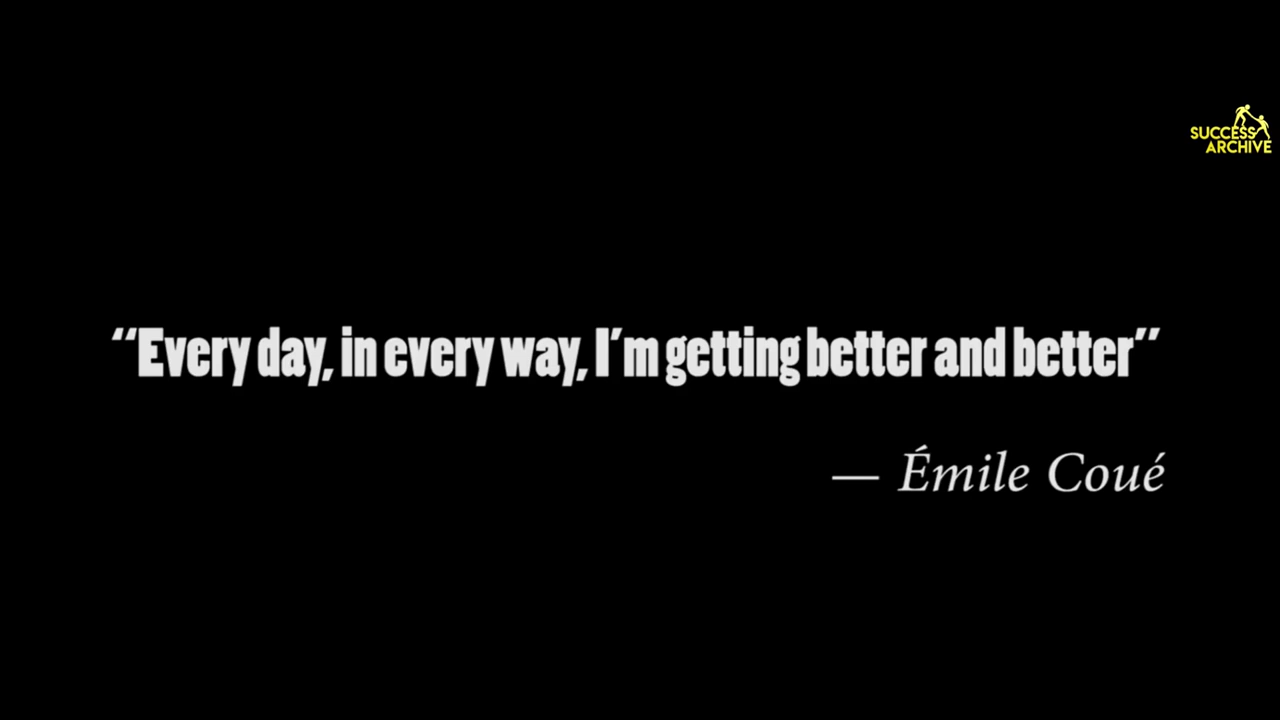 SUCCESS
ARCHIVE
“Every day, in every way, I'm getting better and better”
— Émile Coué